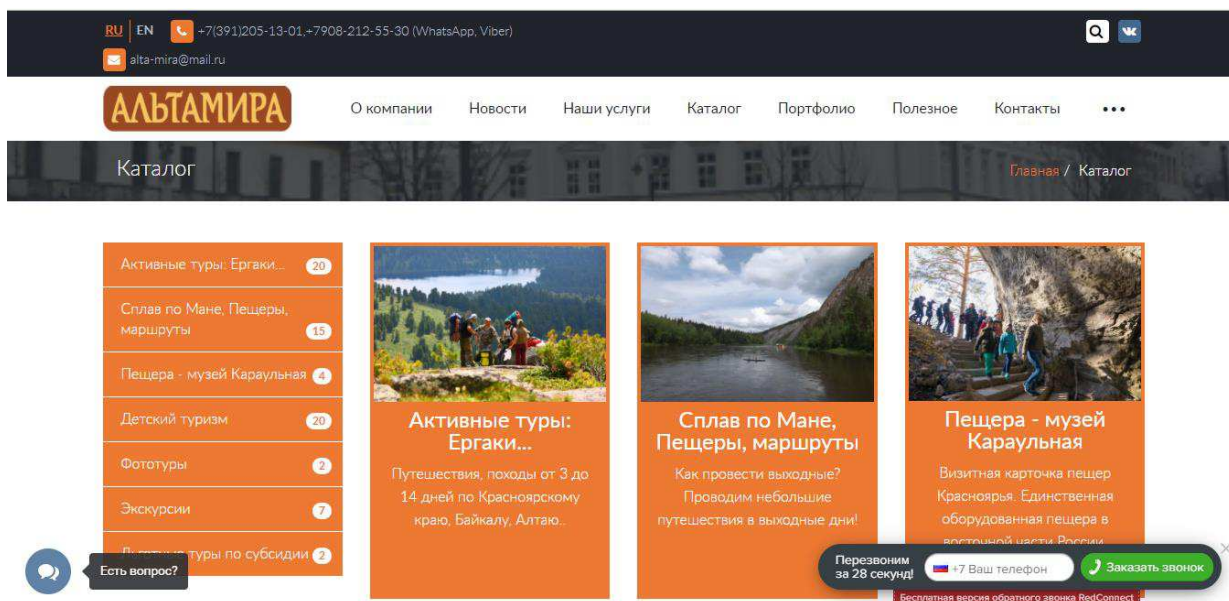 RU EN +7(391)205-13-01,+7908-212-55-30 (WhatsApp, Viber)
alta-mira@mail.ru
АЛЬТАМИРА
О компании Новости Наши услуги Каталог Портфолио Полезное Контакты •••
Каталог
Главная / Каталог
Активные туры: Ергаки... 20
Сплав по Мане, Пещеры,
маршруты 15
Пещера - музей Караульная 4
Детский туризм 20
Фототуры 2
Экскурсии 7
Льготные туры по субсидии 2
Активные туры:
Ергаки...
Путешествия, походы от 3 до
14 дней по Красноярскому
краю, Байкалу, Алтаю..
Сплав по Мане,
Пещеры, маршруты
Как провести выходные?
Проводим небольшие
путешествия в выходные дни!
Пещера - музей
Караульная
Визитная карточка пещер
Красноярья. Единственная
оборудованная пещера в
восточной части России
Есть вопрос?
Перезвоним
за 28 секунд!
+7 Ваш телефон
Заказать звонок
Бесплатная версия обратного звонка RedConnect